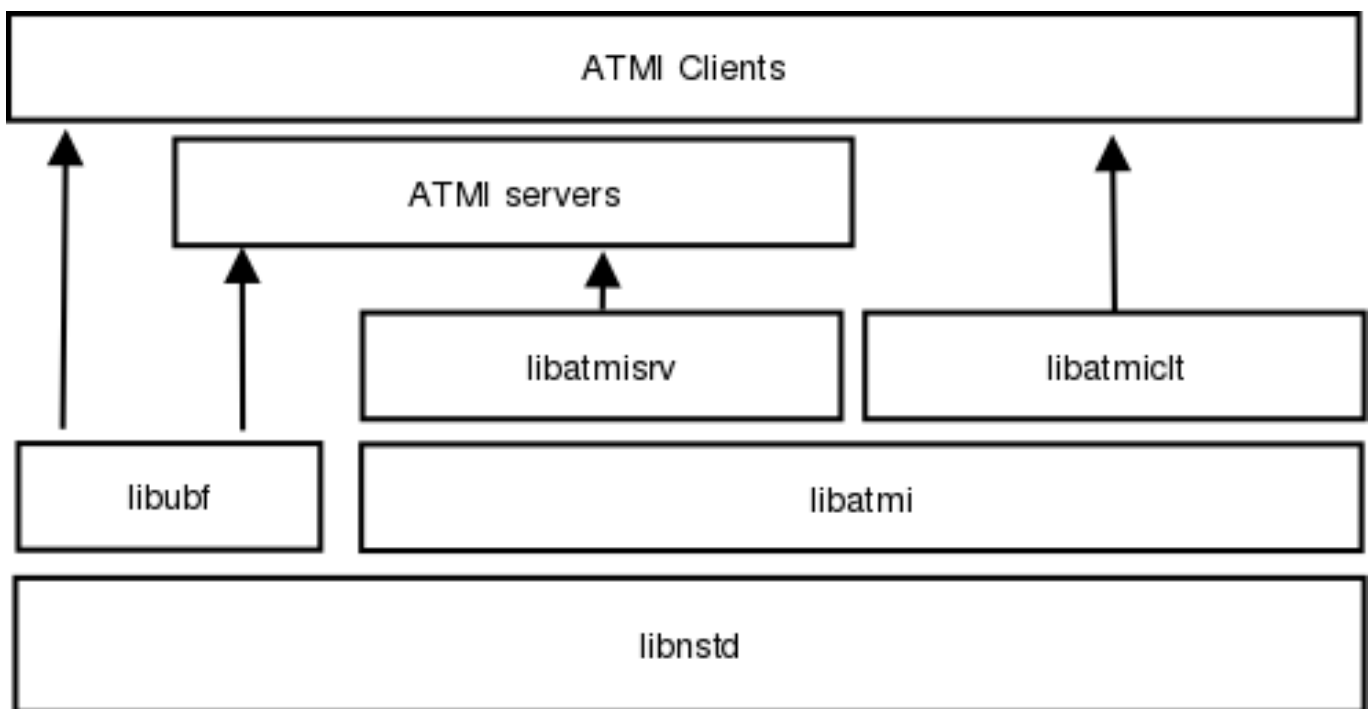 ATMI Clients
ATMI servers
libatmisrv
libatmiclt
libubf
libatmi
libnstd